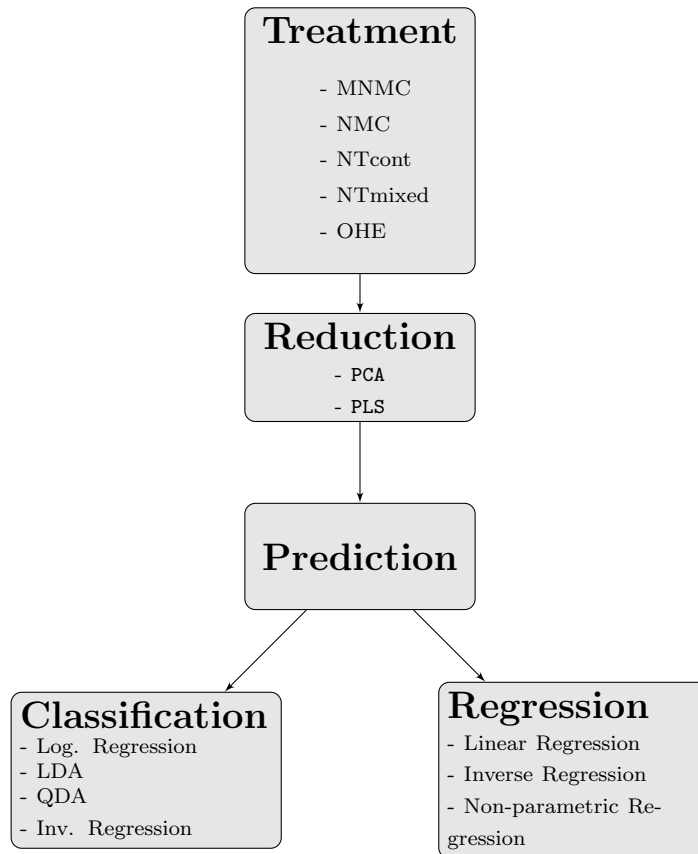 Treatment
- MNMC
- NMC
- NTcont
- NTmixed
- OHE
Reduction
- PCA
- PLS
Prediction
Classification
- Log. Regression
- LDA
- QDA
- Inv. Regression
Regression
- Linear Regression
- Inverse Regression
- Non-parametric Re-
gression